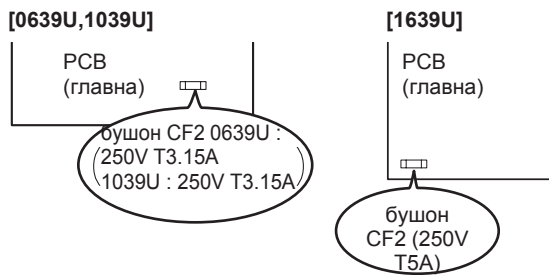 [0639U,1039U]
PCB
(главна)
бушон CF2 0639U :
250V T3.15A
1039U : 250V T3.15A
[1639U]
PCB
(главна)
бушон
CF2 (250V
T5A)